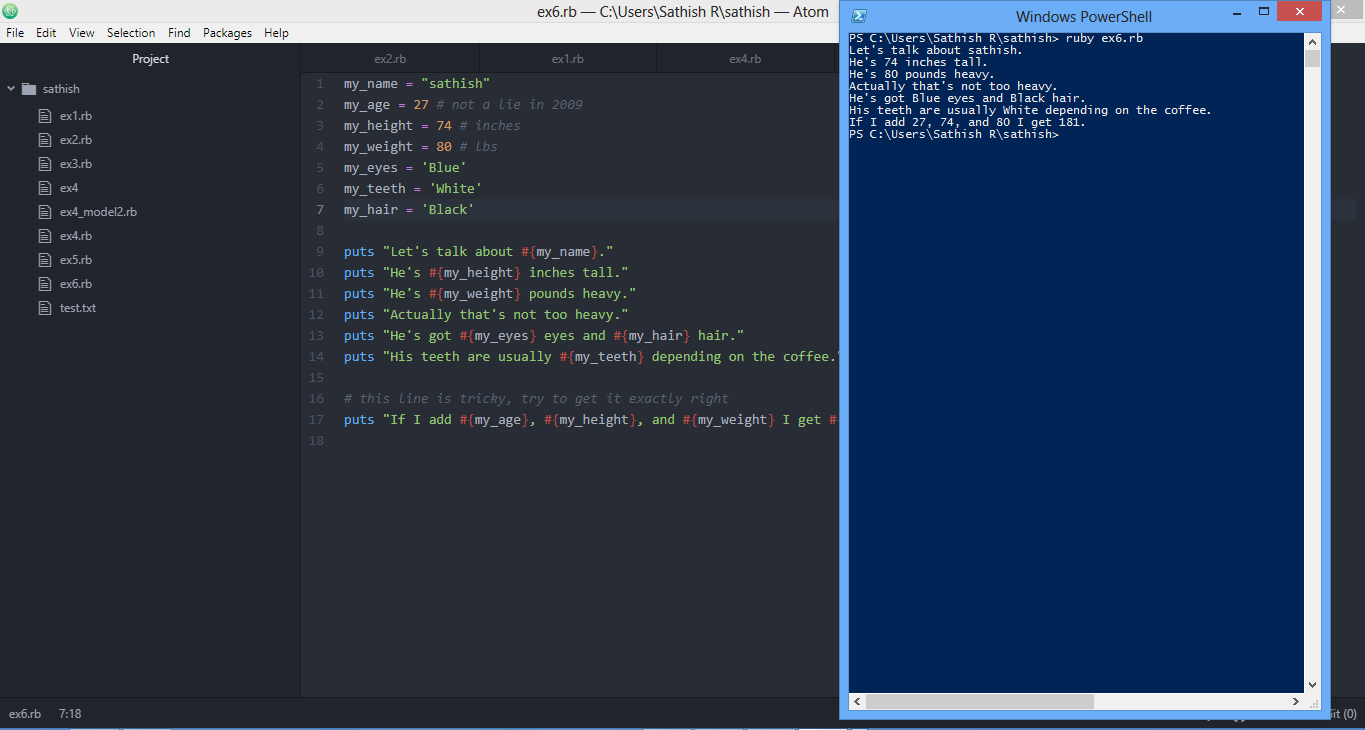 ex6.rb — C:\Users\Sathish R\sathish — Atom
File Edit View Selection Find Packages Help
Project
sathish
ex1.rb
ex2.rb
ex3.rb
ex4
ex4_model2.rb
ex4.rb
ex5.rb
ex6.rb
test.txt
ex2.rb ex1.rb ex4.rb
1 my_name = "sathish"
2 my_age = 27 # not a lie in 2009
3 my_height = 74 # inches
4 my_weight = 80 # lbs
5 my_eyes = 'Blue'
6 my_teeth = 'White'
7 my_hair = 'Black'
8
9 puts "Let's talk about #{my_name}."
10 puts "He's #{my_height} inches tall."
11 puts "He's #{my_weight} pounds heavy."
12 puts "Actually that's not too heavy."
13 puts "He's got #{my_eyes} eyes and #{my_hair} hair."
14 puts "His teeth are usually #{my_teeth} depending on the coffee."
15
16 # this line is tricky, try to get it exactly right
17 puts "If I add #{my_age}, #{my_height}, and #{my_weight} I get #
18
Windows PowerShell
PS C:\Users\Sathish R\sathish> ruby ex6.rb
Let's talk about sathish.
He's 74 inches tall.
He's 80 pounds heavy.
Actually that's not too heavy.
He's got Blue eyes and Black hair.
His teeth are usually White depending on the coffee.
If I add 27, 74, and 80 I get 181.
PS C:\Users\Sathish R\sathish>
ex6.rb 7:18
(0)